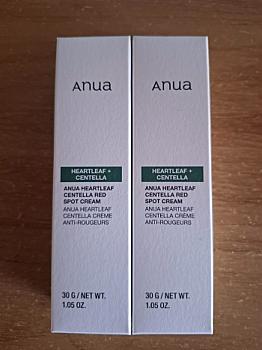 Anua
HEARTLEAF +
CENTELLA
ANUA HEARTLEAF
CENTELLA RED
SPOT CREAM
ANUA HEARTLEAF
CENTELLA CRÈME
ANTI-ROUGEURS
30 G / NET WT.
1.05 OZ.
Anua
HEARTLEAF +
CENTELLA
ANUA HEARTLEAF
CENTELLA RED
SPOT CREAM
ANUA HEARTLEAF
CENTELLA CRÈME
ANTI-ROUGEURS
30 G / NET WT.
1.05 OZ.